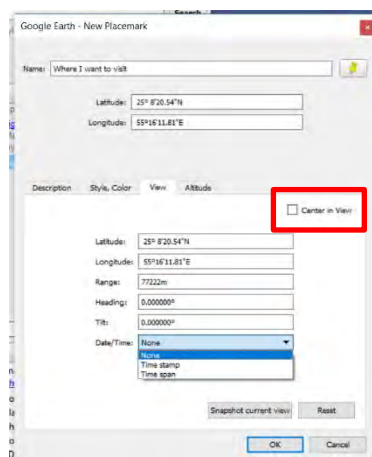 Search
Google Earth - New Placemark
Name: Where I want to visit
Latitude: 25° 8'20.54"N
Longitude: 55°16'11.81"E
Description Style, Color View Altitude
Center in View
Latitude: 25° 8'20.54"N
Longitude: 55°16'11.81"E
Range: 77222m
Heading: 0.000000°
Tilt: 0.000000°
Date/Time: None
None
Time stamp
Time span
Snapshot current view Reset
OK Cancel